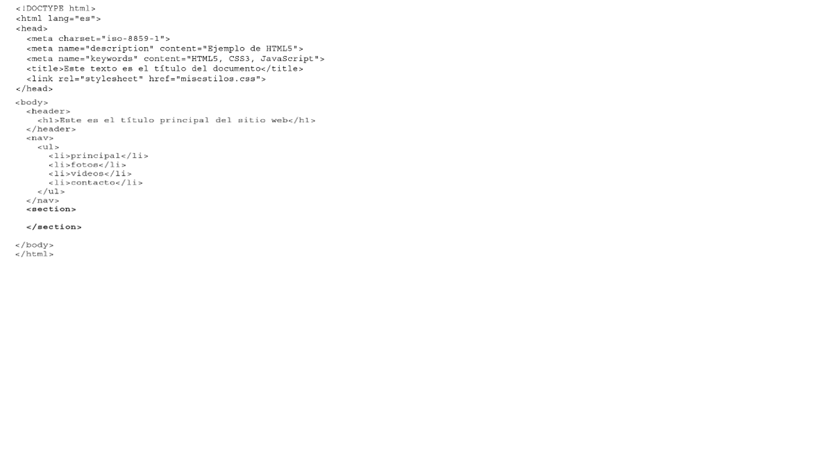 <!DOCTYPE html>
<html lang="es">
<head>
<meta charset="iso-8859-1">
<meta name="description" content="Ejemplo de HTML5">
<meta name="keywords" content="HTML5, CSS3, JavaScript">
<title>Este texto es el título del documento</title>
<link rel="stylesheet" href="misestilos.css">
</head>
<body>
<header>
<h1>Este es el título principal del sitio web</h1>
</header>
<nav>
<ul>
<li>principal</li>
<li>fotos</li>
<li>videos</li>
<li>contacto</li>
</ul>
</nav>
<section>
</section>
</body>
</html>